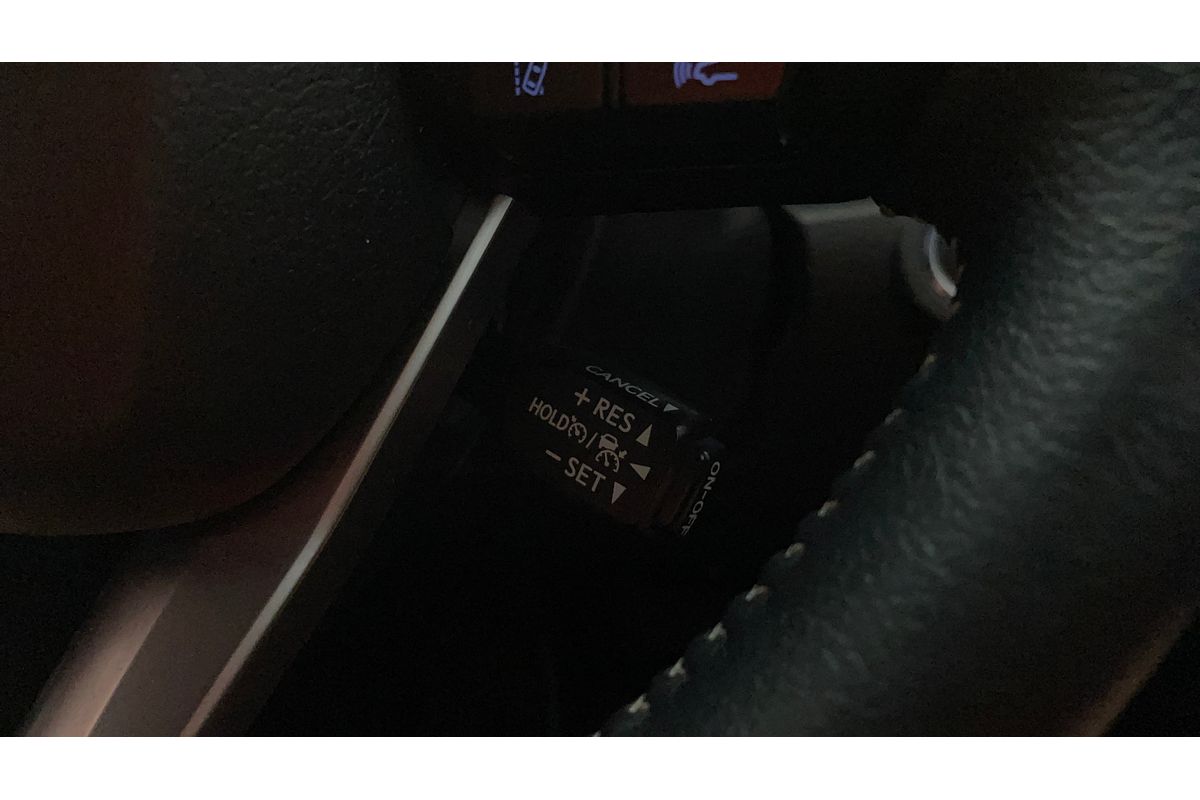 CANCEL▼
+ RES ▲
HOLD /
− SET ▼
ON-OFF